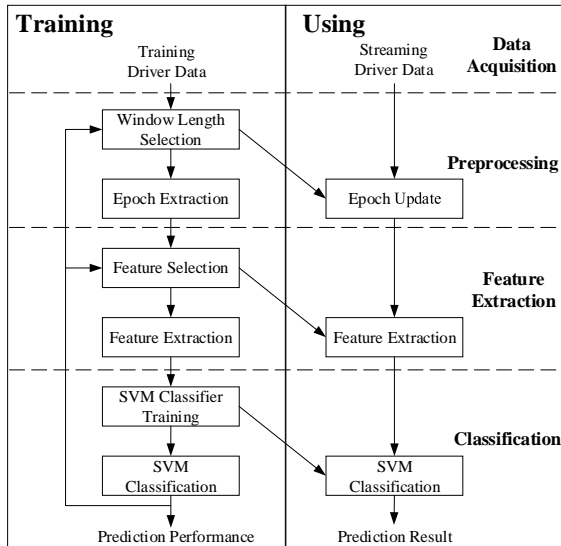 Training
Using
Training
Driver Data
Streaming
Driver Data
Data
Acquisition
Window Length
Selection
Preprocessing
Epoch Extraction
Epoch Update
Feature Selection
Feature
Extraction
Feature Extraction
Feature Extraction
SVM Classifier
Training
Classification
SVM
Classification
SVM
Classification
Prediction Performance
Prediction Result